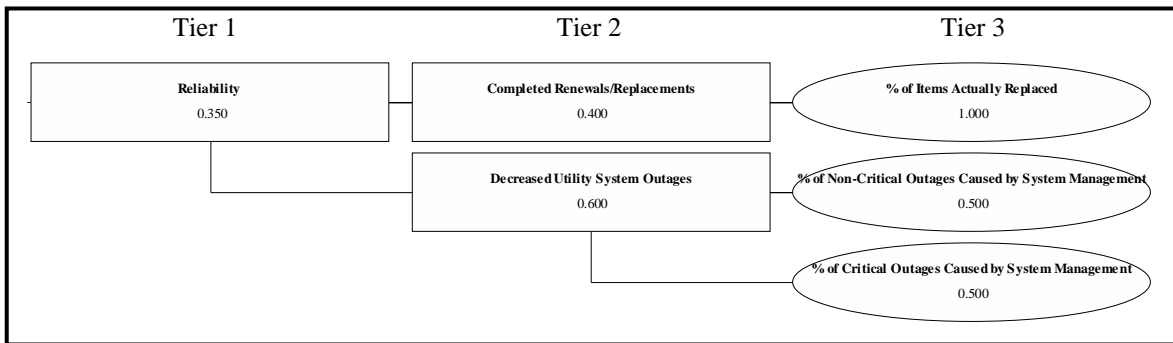 Tier 1
Tier 2
Tier 3
Reliability
0.350
Completed Renewals/Replacements
0.400
% of Items Actually Replaced
1.000
Decreased Utility System Outages
0.600
% of Non-Critical Outages Caused by System Management
0.500
% of Critical Outages Caused by System Management
0.500